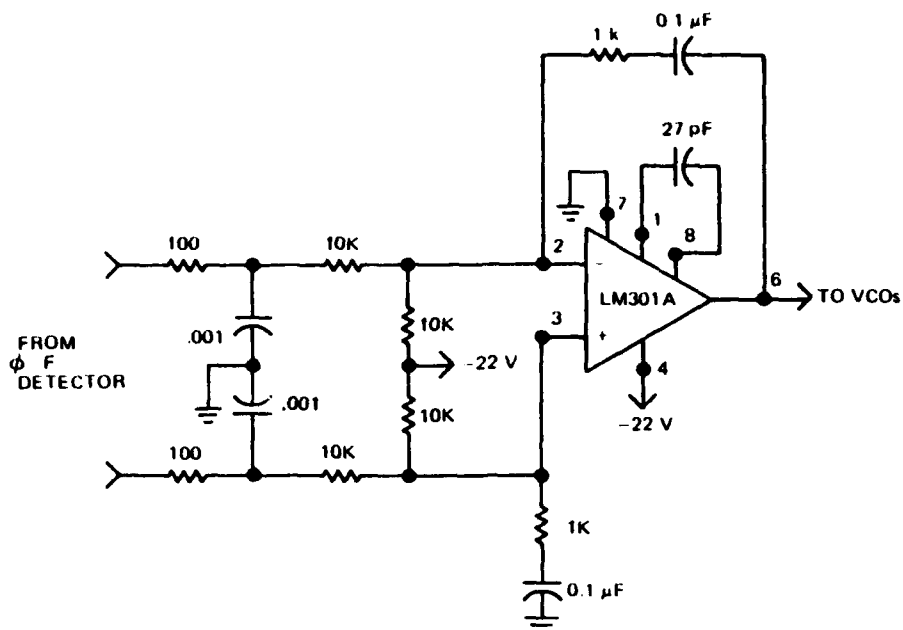 0.1 µF
1 k
27 pF
7
1
8
100
10K
2
-
LM301A
6
TO VCOs
.001
10K
3
+
FROM
ϕ F
DETECTOR
-22 V
4
.001
10K
-22 V
100
10K
1K
0.1 µF